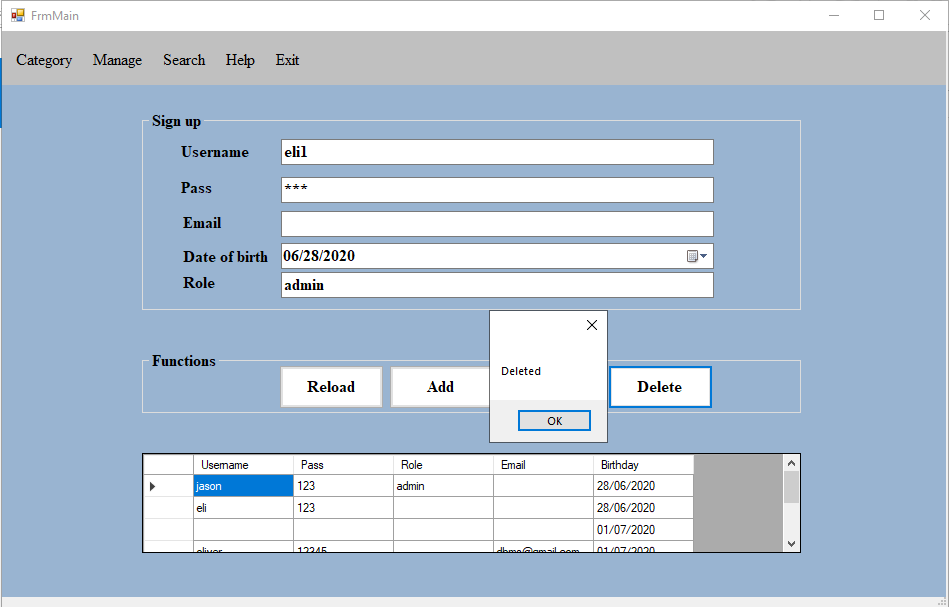 FrmMain
Category Manage Search Help Exit
Sign up
Username eli1
Pass ***
Email
Date of birth 06/28/2020
Role admin
Deleted
OK
Functions
Reload Add Delete
Username Pass Role Email Birthday
jason 123 admin 28/06/2020
eli 123 28/06/2020
01/07/2020
oliver 12345 dbms@gmail.com 01/07/2020